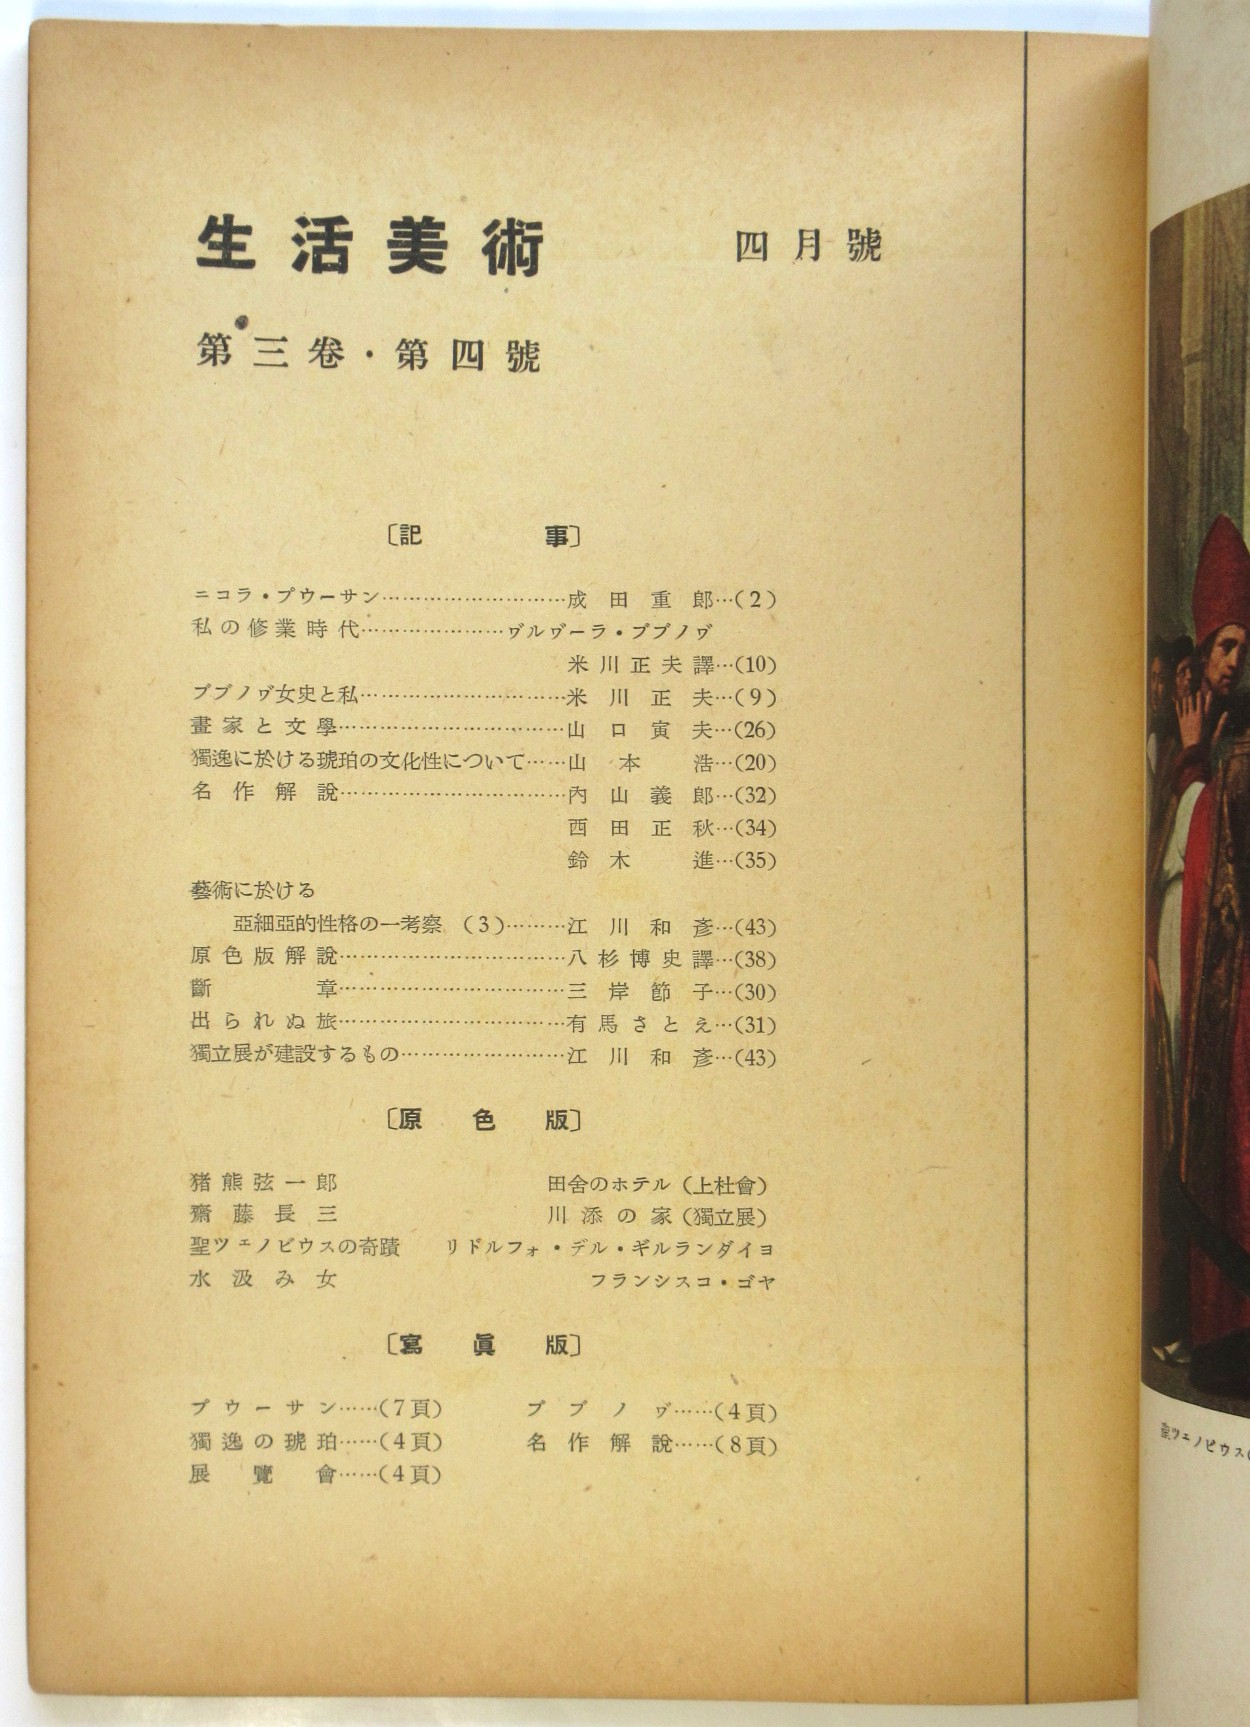 生活美術 四月號
第三卷・第四號
〔記事〕
ニコラ・プウーサン…………………………成田重郎…(2)
私の修業時代…………………ヴルヴーラ・ブブノヴ
米川正夫譯…(10)
ブブノヴ女史と私…………………………米川正夫…(9)
畫家と文學……………………………山口寅夫…(26)
獨逸に於ける琥珀の文化性について……山本浩…(20)
名作解說……………………………內山義郎…(32)
西田正秋…(34)
鈴木進…(35)
藝術に於ける
亞細亞的性格の一考察 (3)………江川和彥…(43)
原色版解說……………………………八杉博史譯…(38)
斷章……………………………三岸節子…(30)
出られぬ旅……………………………有馬さとえ…(31)
獨立展が建設するもの……………………江川和彥…(43)
〔原色版〕
猪熊弦一郎 田舍のホテル(上杜會)
齋藤長三 川添の家(獨立展)
聖ツェノビウスの奇蹟 リドルフォ・デル・ギルランダイヨ
水汲み女 フランシスコ・ゴヤ
〔寫眞版〕
プウーサン……(7頁) ブブノヴ……(4頁)
獨逸の琥珀……(4頁) 名作解說……(8頁)
展覽會……(4頁)
聖ツェノビウス